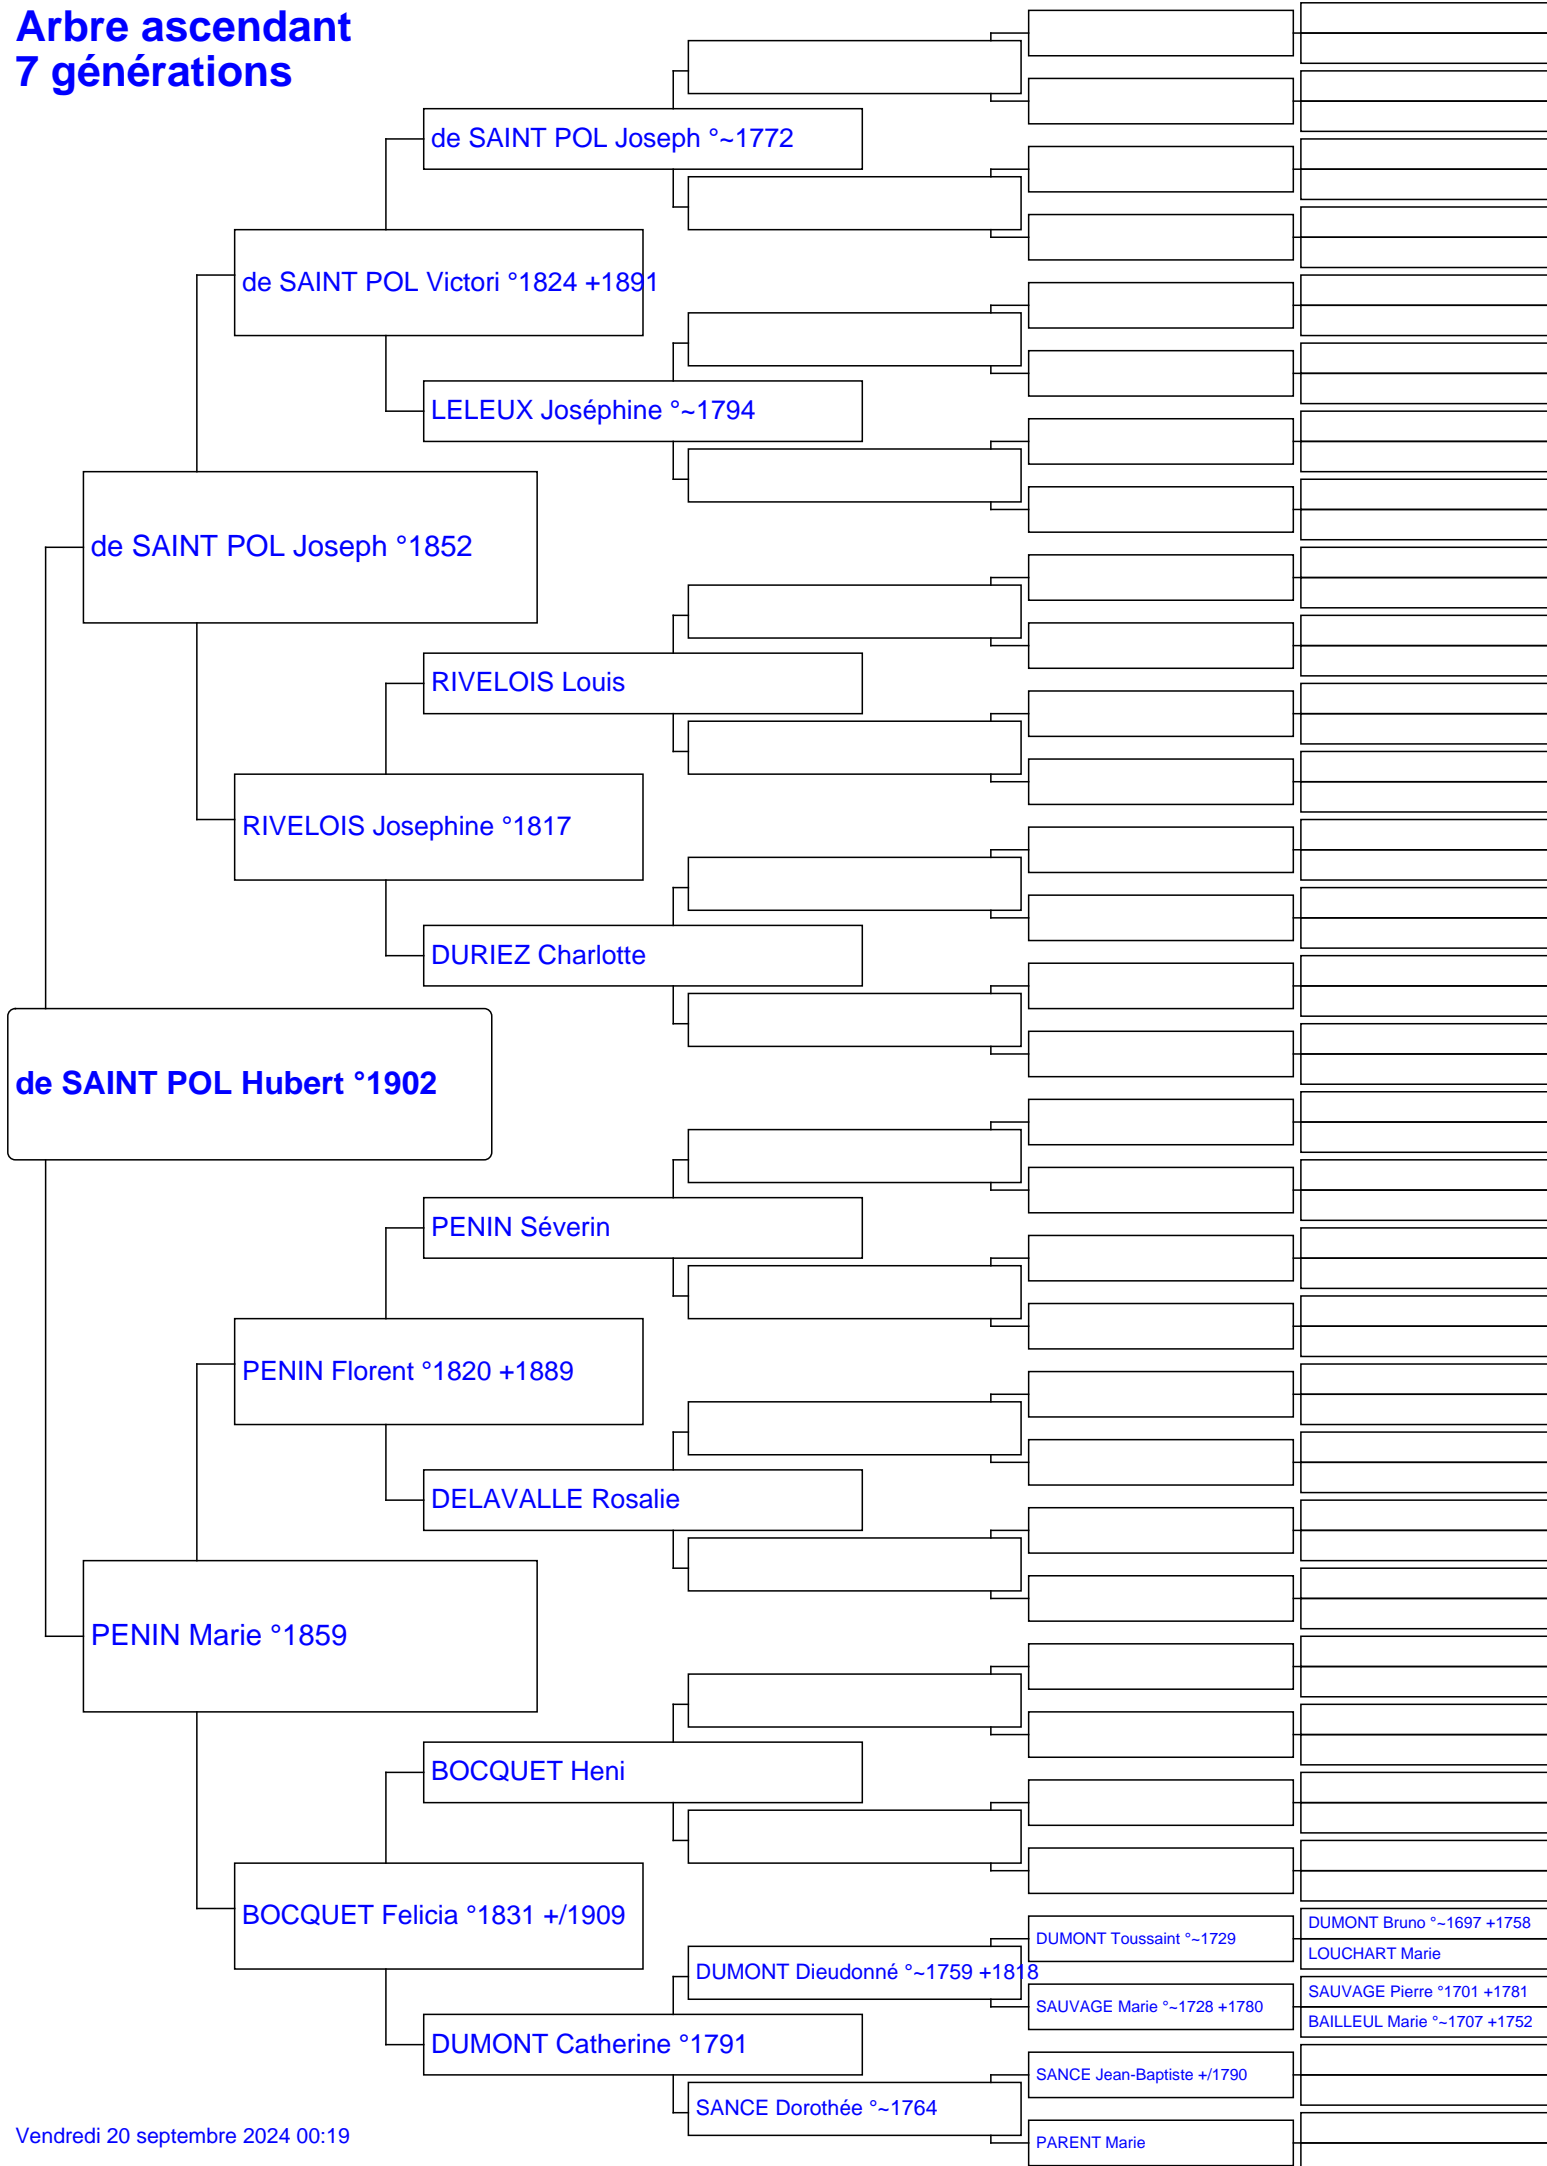 Arbre ascendant
7 générations
de SAINT POL Joseph °~1772
de SAINT POL Victori °1824 +1891
LELEUX Joséphine °~1794
de SAINT POL Joseph °1852
RIVELOIS Louis
RIVELOIS Josephine °1817
DURIEZ Charlotte
de SAINT POL Hubert °1902
PENIN Séverin
PENIN Florent °1820 +1889
DELAVALLE Rosalie
PENIN Marie °1859
BOCQUET Heni
BOCQUET Felicia °1831 +/1909
DUMONT Bruno °~1697 +1758
DUMONT Toussaint °~1729
LOUCHART Marie
DUMONT Dieudonné °~1759 +1818
SAUVAGE Pierre °1701 +1781
SAUVAGE Marie °~1728 +1780
BAILLEUL Marie °~1707 +1752
DUMONT Catherine °1791
SANCE Jean-Baptiste +/1790
SANCE Dorothée °~1764
PARENT Marie
Vendredi 20 septembre 2024 00:19